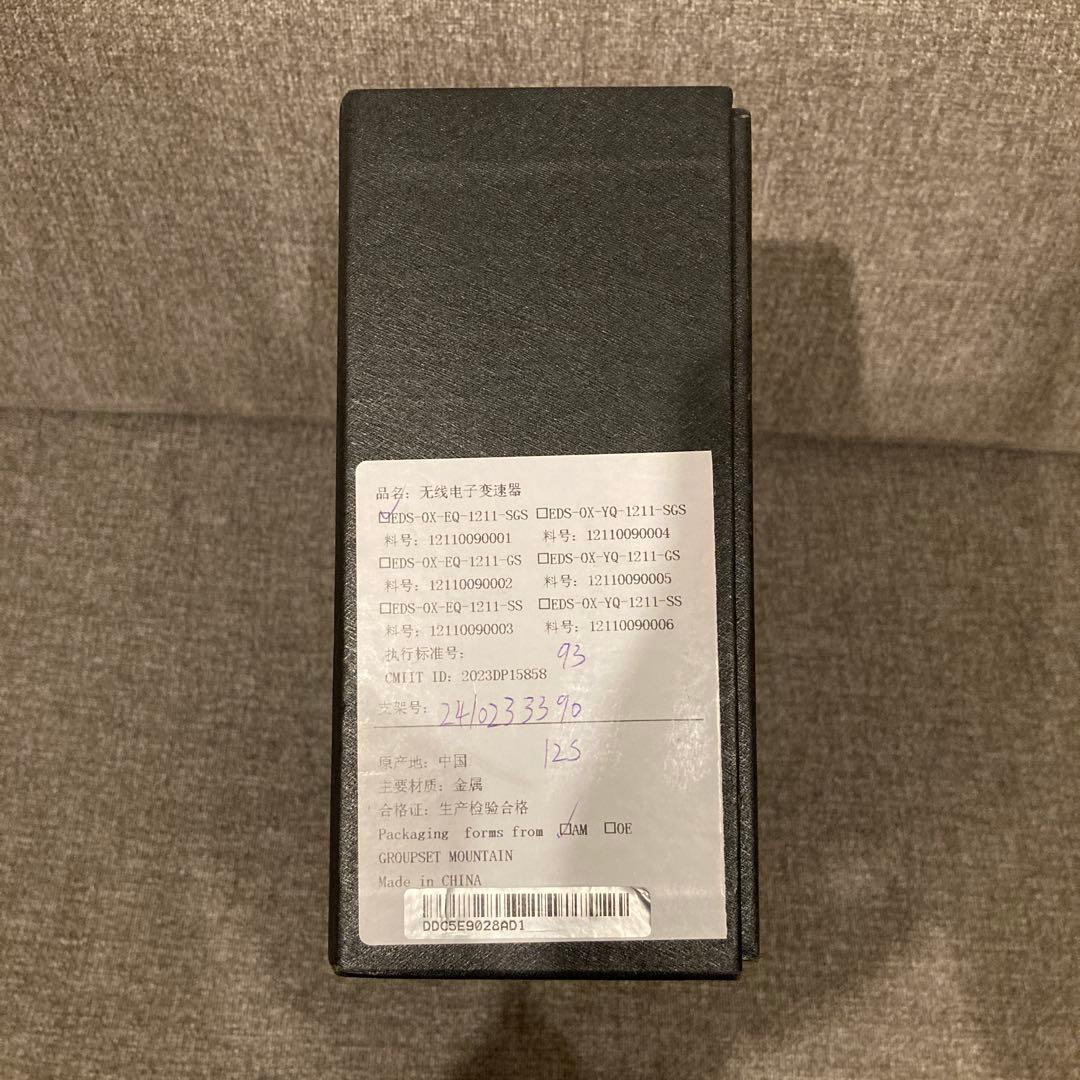 品名：无线电子变速器
☑EDS-OX-EQ-1211-SGS ☐EDS-OX-YQ-1211-SGS
料号：12110090001 料号：12110090004
☐EDS-OX-EQ-1211-GS ☐EDS-OX-YQ-1211-GS
料号：12110090002 料号：12110090005
☐EDS-OX-EQ-1211-SS ☐EDS-OX-YQ-1211-SS
料号：12110090003 料号：12110090006
执行标准号： 93
CMIIT ID：2023DP15858
支架号：2410233390
原产地：中国 12S
主要材质：金属
合格证：生产检验合格
Packaging forms from ☑AM ☐OE
GROUPSET MOUNTAIN
Made in CHINA
DDC5E9028AD1